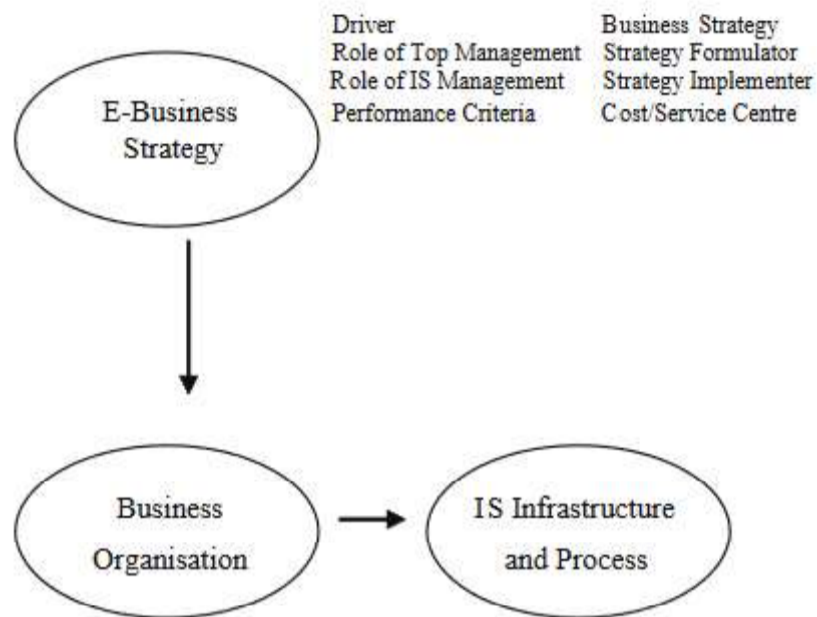 Driver Business Strategy
Role of Top Management Strategy Formulator
Role of IS Management Strategy Implementer
Performance Criteria Cost/Service Centre
E-Business
Strategy
Business
Organisation
IS Infrastructure
and Process